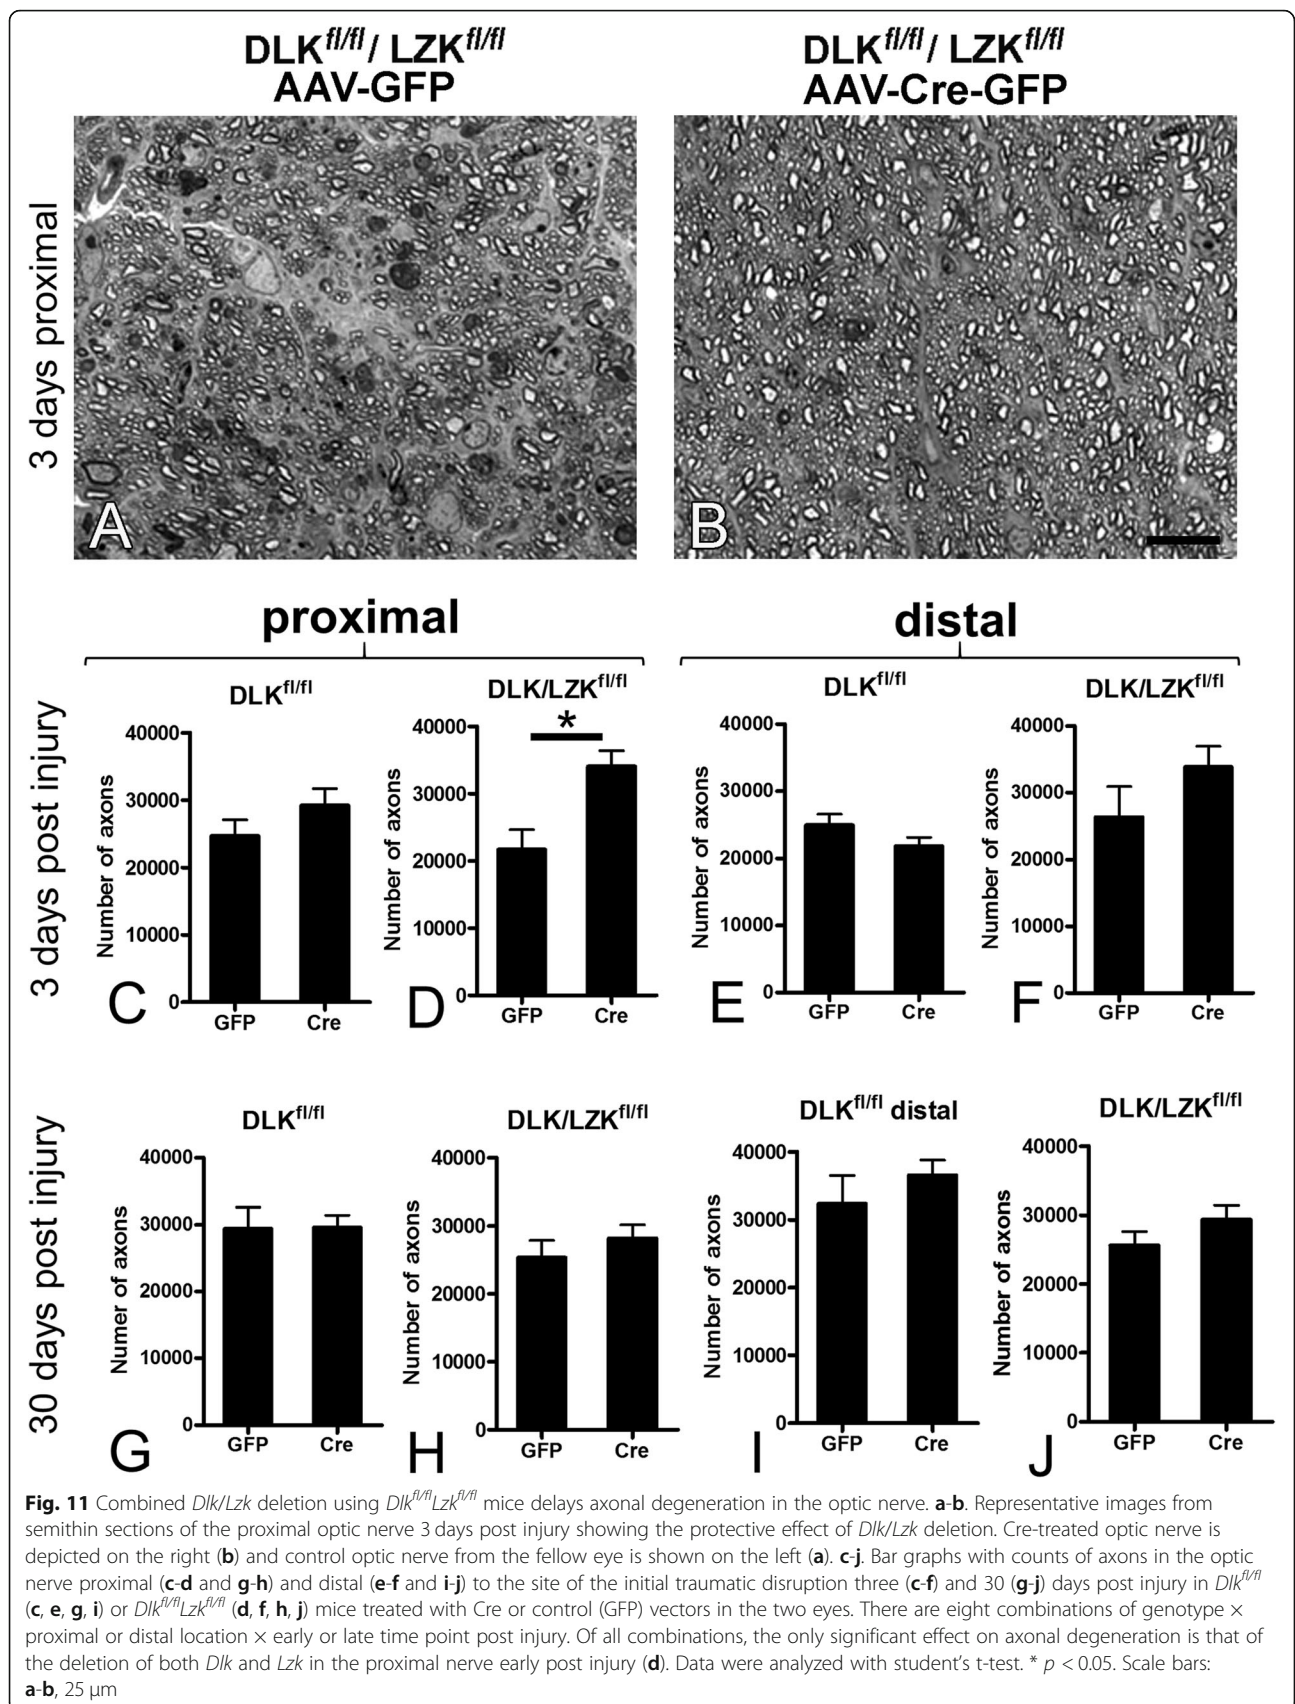 DLK^fl/fl / LZK^fl/fl
AAV-GFP
DLK^fl/fl / LZK^fl/fl
AAV-Cre-GFP
3 days proximal
A
B
proximal
distal
3 days post injury
DLK^fl/fl
Number of axons
40000
30000
20000
10000
0
GFP Cre
C
DLK/LZK^fl/fl
*
Number of axons
40000
30000
20000
10000
0
GFP Cre
D
DLK^fl/fl
Number of axons
40000
30000
20000
10000
0
GFP Cre
E
DLK/LZK^fl/fl
Number of axons
40000
30000
20000
10000
0
GFP Cre
F
30 days post injury
DLK^fl/fl
Numer of axons
40000
30000
20000
10000
0
GFP Cre
G
DLK/LZK^fl/fl
Number of axons
40000
30000
20000
10000
0
GFP Cre
H
DLK^fl/fl distal
Number of axons
40000
30000
20000
10000
0
GFP Cre
I
DLK/LZK^fl/fl
Number of axons
40000
30000
20000
10000
0
GFP Cre
J
Fig. 11 Combined Dlk/Lzk deletion using Dlk^fl/fl Lzk^fl/fl mice delays axonal degeneration in the optic nerve. a-b. Representative images from
semithin sections of the proximal optic nerve 3 days post injury showing the protective effect of Dlk/Lzk deletion. Cre-treated optic nerve is
depicted on the right (b) and control optic nerve from the fellow eye is shown on the left (a). c-j. Bar graphs with counts of axons in the optic
nerve proximal (c-d and g-h) and distal (e-f and i-j) to the site of the initial traumatic disruption three (c-f) and 30 (g-j) days post injury in Dlk^fl/fl
(c, e, g, i) or Dlk^fl/fl Lzk^fl/fl (d, f, h, j) mice treated with Cre or control (GFP) vectors in the two eyes. There are eight combinations of genotype ×
proximal or distal location × early or late time point post injury. Of all combinations, the only significant effect on axonal degeneration is that of
the deletion of both Dlk and Lzk in the proximal nerve early post injury (d). Data were analyzed with student's t-test. * p < 0.05. Scale bars:
a-b, 25 μm